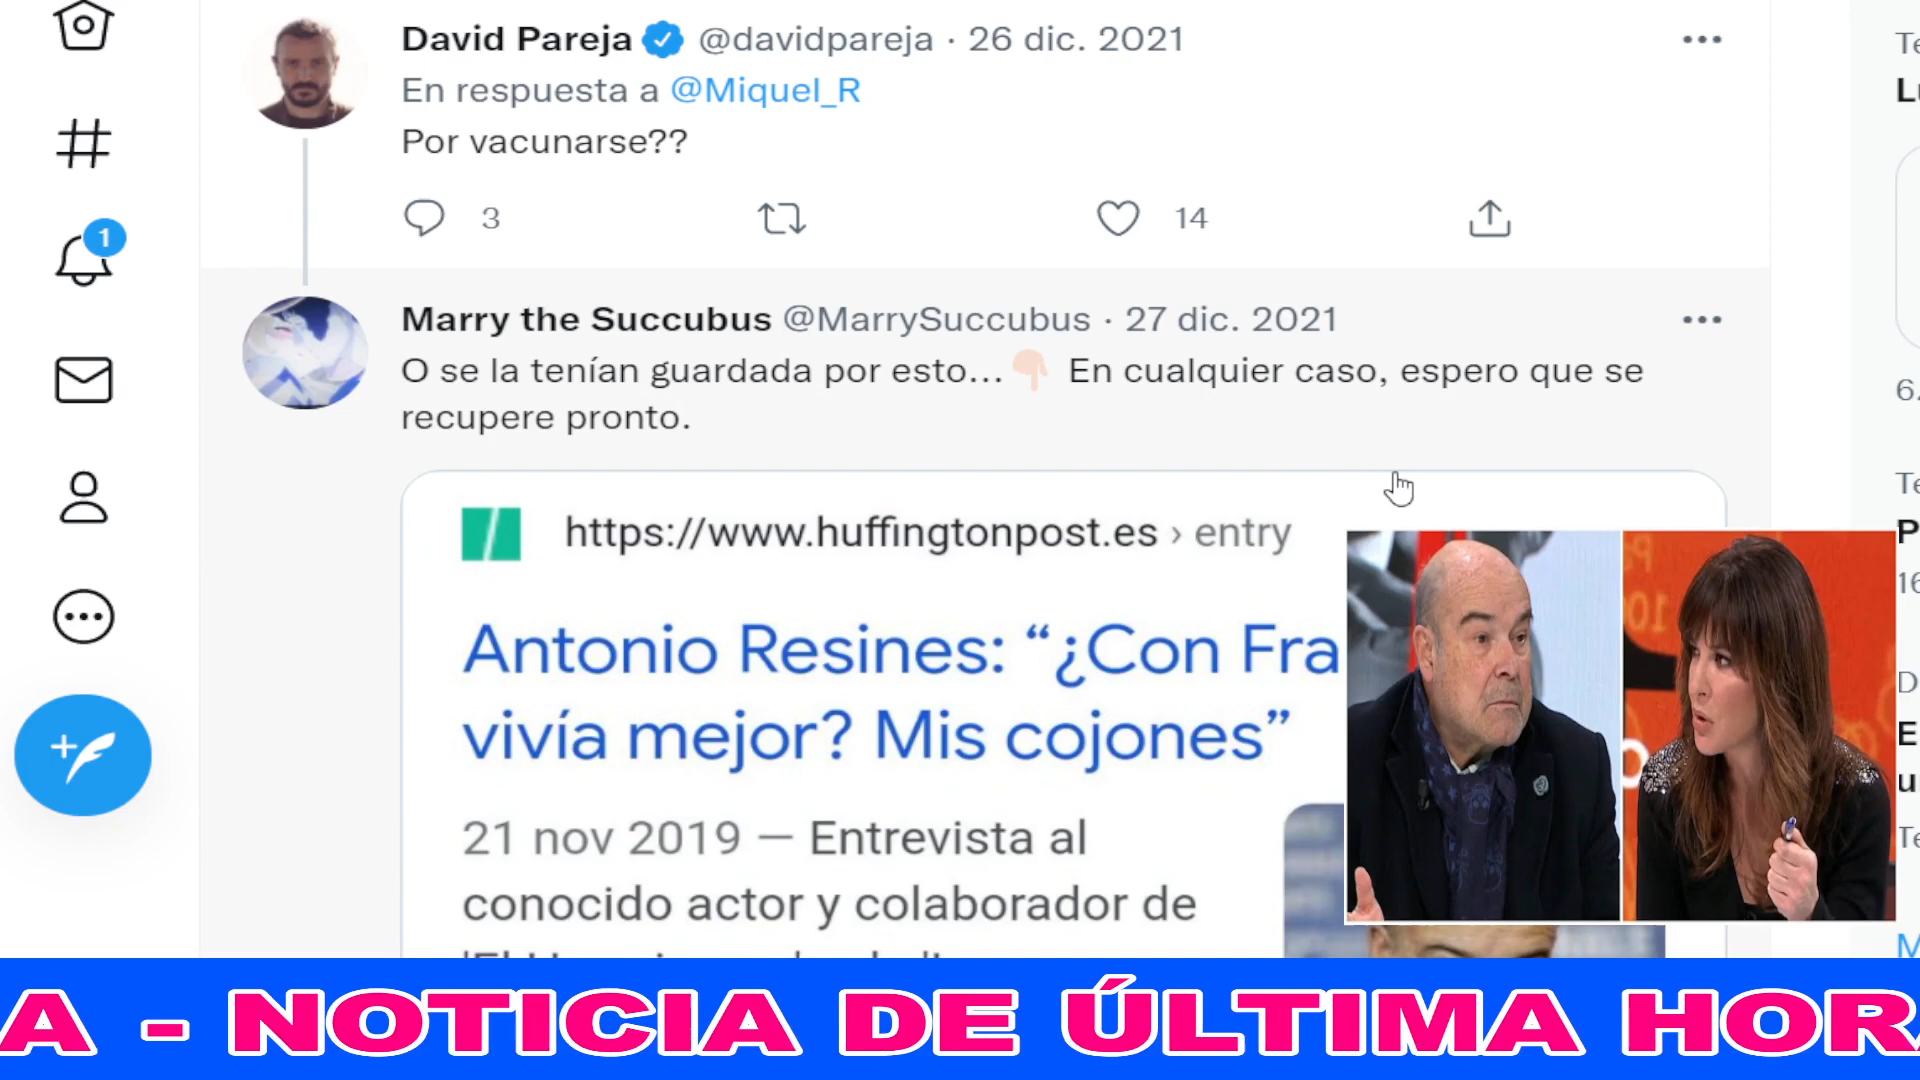 David Pareja @davidpareja · 26 dic. 2021
En respuesta a @Miquel_R
Por vacunarse??
3
14
1
Marry the Succubus @MarrySuccubus · 27 dic. 2021
O se la tenían guardada por esto... En cualquier caso, espero que se
recupere pronto.
https://www.huffingtonpost.es › entry
Antonio Resines: “¿Con Fra
vivía mejor? Mis cojones”
21 nov 2019 — Entrevista al
conocido actor y colaborador de
A - NOTICIA DE ÚLTIMA HORA